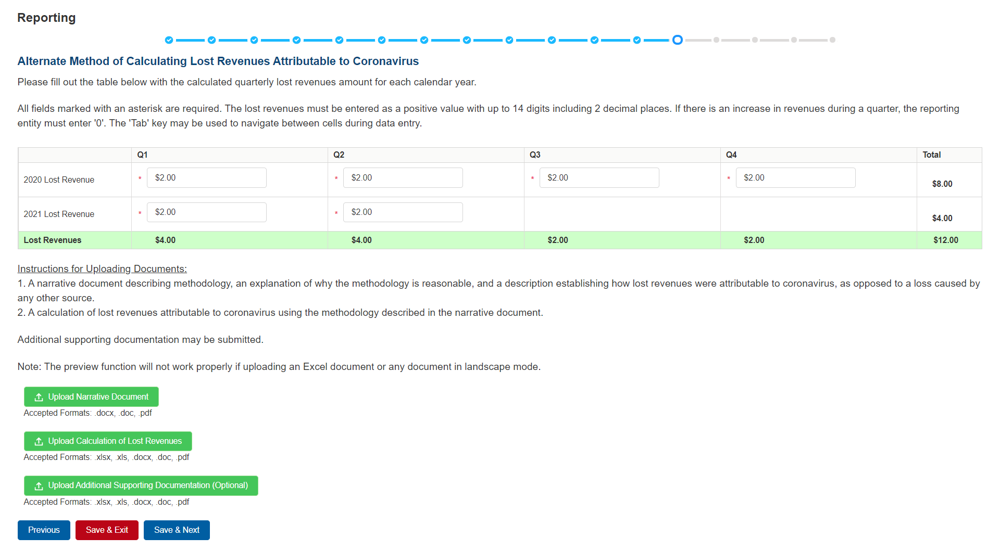 Reporting
Alternate Method of Calculating Lost Revenues Attributable to Coronavirus
Please fill out the table below with the calculated quarterly lost revenues amount for each calendar year.
All fields marked with an asterisk are required. The lost revenues must be entered as a positive value with up to 14 digits including 2 decimal places. If there is an increase in revenues during a quarter, the reporting
entity must enter '0'. The 'Tab' key may be used to navigate between cells during data entry.
Q1 Q2 Q3 Q4 Total
2020 Lost Revenue * $2.00 * $2.00 * $2.00 * $2.00 $8.00
2021 Lost Revenue * $2.00 * $2.00 $4.00
Lost Revenues $4.00 $4.00 $2.00 $2.00 $12.00
Instructions for Uploading Documents:
1. A narrative document describing methodology, an explanation of why the methodology is reasonable, and a description establishing how lost revenues were attributable to coronavirus, as opposed to a loss caused by
any other source.
2. A calculation of lost revenues attributable to coronavirus using the methodology described in the narrative document.
Additional supporting documentation may be submitted.
Note: The preview function will not work properly if uploading an Excel document or any document in landscape mode.
Upload Narrative Document
Accepted Formats: .docx, .doc, .pdf
Upload Calculation of Lost Revenues
Accepted Formats: .xlsx, .xls, .docx, .doc, .pdf
Upload Additional Supporting Documentation (Optional)
Accepted Formats: .xlsx, .xls, .docx, .doc, .pdf
Previous Save & Exit Save & Next